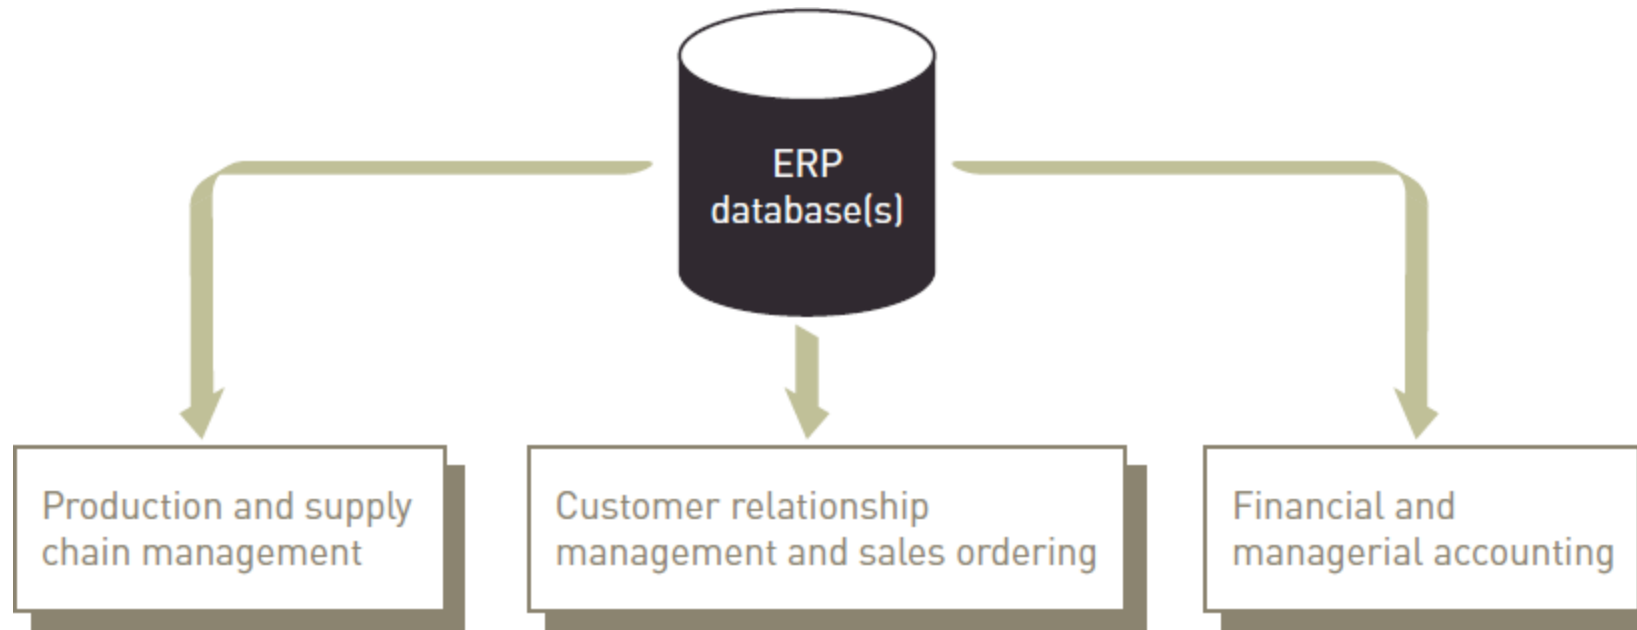 ERP
database(s)
Production and supply
chain management
Customer relationship
management and sales ordering
Financial and
managerial accounting